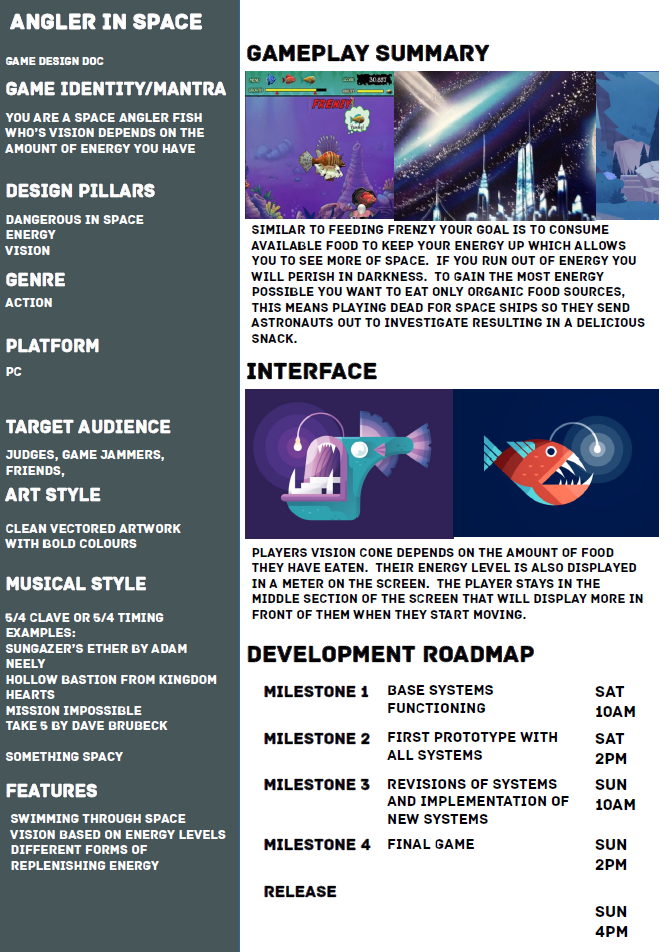 ANGLER IN SPACE
GAME DESIGN DOC
GAME IDENTITY/MANTRA
YOU ARE A SPACE ANGLER FISH
WHO'S VISION DEPENDS ON THE
AMOUNT OF ENERGY YOU HAVE
DESIGN PILLARS
DANGEROUS IN SPACE
ENERGY
VISION
GENRE
ACTION
PLATFORM
PC
TARGET AUDIENCE
JUDGES, GAME JAMMERS,
FRIENDS,
ART STYLE
CLEAN VECTORED ARTWORK
WITH BOLD COLOURS
MUSICAL STYLE
5/4 CLAVE OR 5/4 TIMING
EXAMPLES:
SUNGAZER'S ETHER BY ADAM
NEELY
HOLLOW BASTION FROM KINGDOM
HEARTS
MISSION IMPOSSIBLE
TAKE 5 BY DAVE BRUBECK
SOMETHING SPACY
FEATURES
SWIMMING THROUGH SPACE
VISION BASED ON ENERGY LEVELS
DIFFERENT FORMS OF
REPLENISHING ENERGY
GAMEPLAY SUMMARY
FRENZY
SIMILAR TO FEEDING FRENZY YOUR GOAL IS TO CONSUME
AVAILABLE FOOD TO KEEP YOUR ENERGY UP WHICH ALLOWS
YOU TO SEE MORE OF SPACE. IF YOU RUN OUT OF ENERGY YOU
WILL PERISH IN DARKNESS. TO GAIN THE MOST ENERGY
POSSIBLE YOU WANT TO EAT ONLY ORGANIC FOOD SOURCES,
THIS MEANS PLAYING DEAD FOR SPACE SHIPS SO THEY SEND
ASTRONAUTS OUT TO INVESTIGATE RESULTING IN A DELICIOUS
SNACK.
INTERFACE
PLAYERS VISION CONE DEPENDS ON THE AMOUNT OF FOOD
THEY HAVE EATEN. THEIR ENERGY LEVEL IS ALSO DISPLAYED
IN A METER ON THE SCREEN. THE PLAYER STAYS IN THE
MIDDLE SECTION OF THE SCREEN THAT WILL DISPLAY MORE IN
FRONT OF THEM WHEN THEY START MOVING.
DEVELOPMENT ROADMAP
MILESTONE 1 BASE SYSTEMS SAT
FUNCTIONING 10AM
MILESTONE 2 FIRST PROTOTYPE WITH SAT
ALL SYSTEMS 2PM
MILESTONE 3 REVISIONS OF SYSTEMS SUN
AND IMPLEMENTATION OF 10AM
NEW SYSTEMS
MILESTONE 4 FINAL GAME SUN
2PM
RELEASE
SUN
4PM